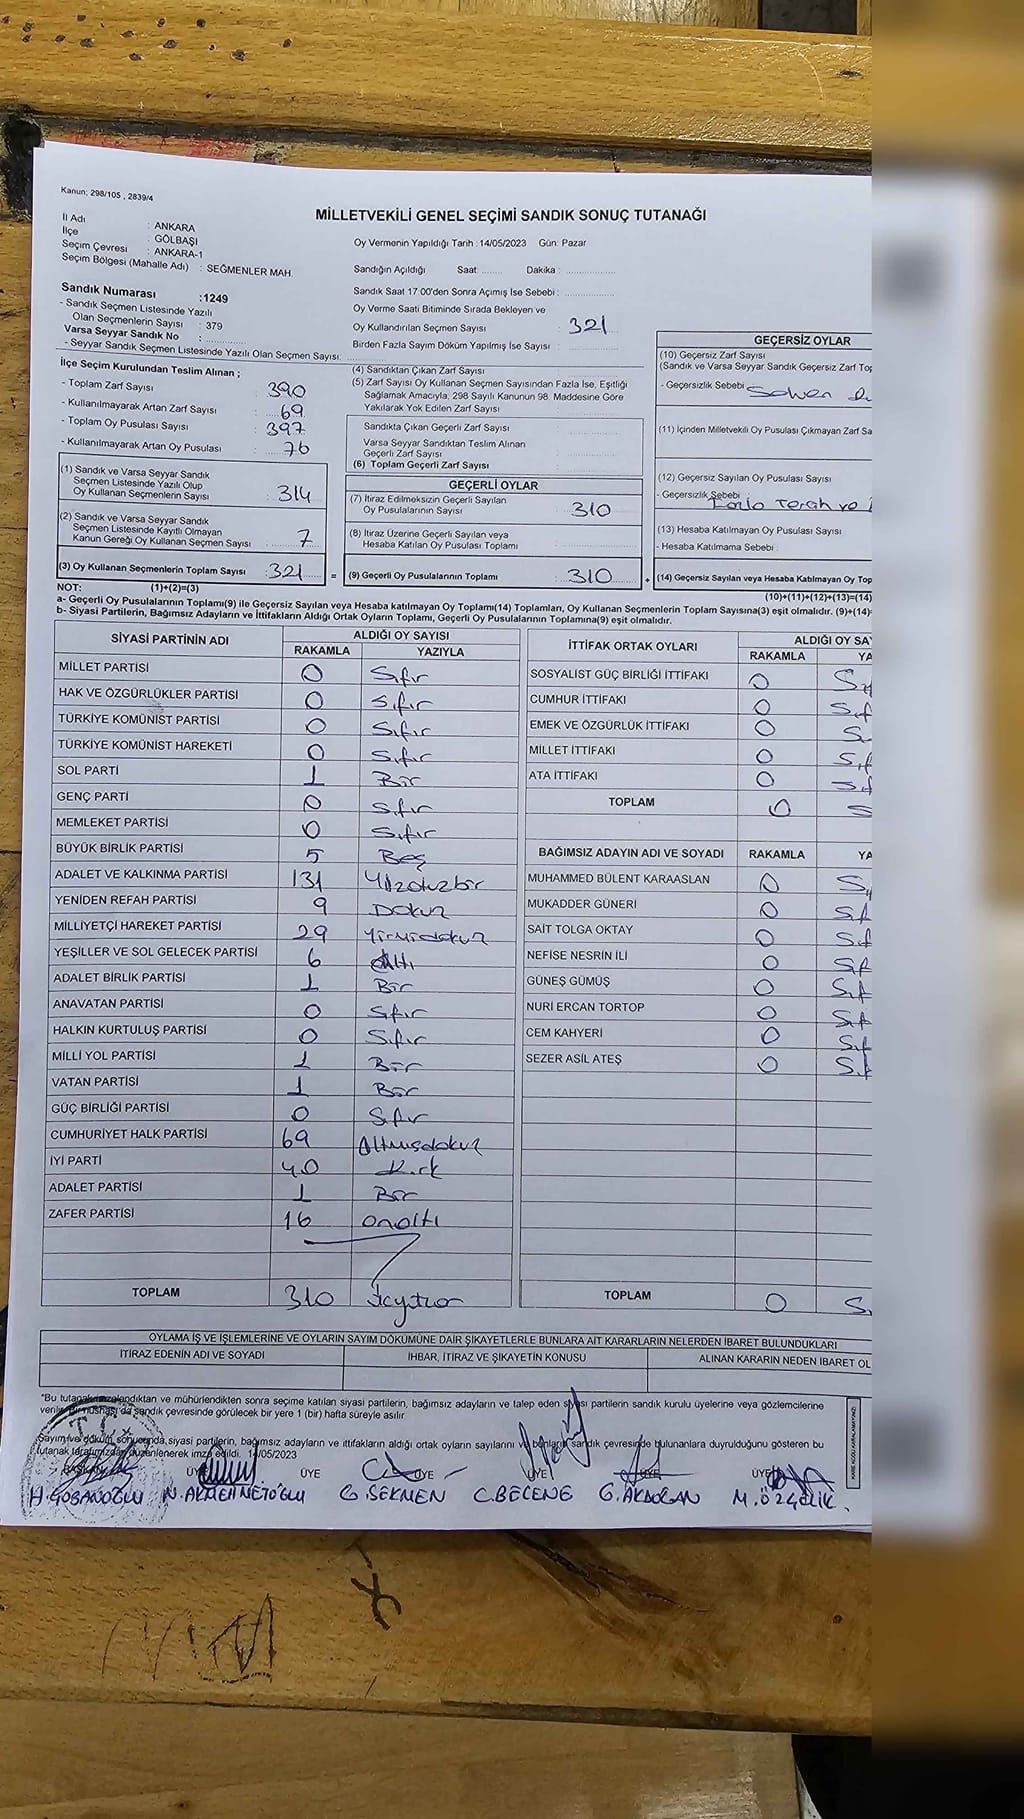 Kanun; 298/105 , 2839/4
MİLLETVEKİLİ GENEL SEÇİMİ SANDIK SONUÇ TUTANAĞI
İl Adı : ANKARA
İlçe : GÖLBAŞI
Seçim Çevresi : ANKARA-1
Seçim Bölgesi (Mahalle Adı) : SEĞMENLER MAH.
Sandık Numarası :1249
- Sandık Seçmen Listesinde Yazılı
Olan Seçmenlerin Sayısı : 379
Varsa Seyyar Sandık No :
- Seyyar Sandık Seçmen Listesinde Yazılı Olan Seçmen Sayısı:
Oy Vermenin Yapıldığı Tarih :14/05/2023 Gün: Pazar
Sandığın Açıldığı Saat: Dakika :
Sandık Saat 17:00'den Sonra Açımış İse Sebebi :
Oy Verme Saati Bitiminde Sırada Bekleyen ve
Oy Kullandırılan Seçmen Sayısı : 321
Birden Fazla Sayım Döküm Yapılmış İse Sayısı :
İlçe Seçim Kurulundan Teslim Alınan ;
- Toplam Zarf Sayısı : 390
- Kullanılmayarak Artan Zarf Sayısı : 69
- Toplam Oy Pusulası Sayısı : 397
- Kullanılmayarak Artan Oy Pusulası : 76
(1) Sandık ve Varsa Seyyar Sandık
Seçmen Listesinde Yazılı Olup
Oy Kullanan Seçmenlerin Sayısı : 314
(2) Sandık ve Varsa Seyyar Sandık
Seçmen Listesinde Kayıtlı Olmayan
Kanun Gereği Oy Kullanan Seçmen Sayısı : 7
(3) Oy Kullanan Seçmenlerin Toplam Sayısı : 321
(4) Sandıktan Çıkan Zarf Sayısı
(5) Zarf Sayısı Oy Kullanan Seçmen Sayısından Fazla İse, Eşitliği
Sağlamak Amacıyla; 298 Sayılı Kanunun 98. Maddesine Göre
Yakılarak Yok Edilen Zarf Sayısı
Sandıkta Çıkan Geçerli Zarf Sayısı
Varsa Seyyar Sandıktan Teslim Alınan
Geçerli Zarf Sayısı
(6) Toplam Geçerli Zarf Sayısı
GEÇERLİ OYLAR
(7) İtiraz Edilmeksizin Geçerli Sayılan
Oy Pusulalarının Sayısı : 310
(8) İtiraz Üzerine Geçerli Sayılan veya
Hesaba Katılan Oy Pusulası Toplamı :
= (9) Geçerli Oy Pusulalarının Toplamı : 310 +
GEÇERSİZ OYLAR
(10) Geçersiz Zarf Sayısı
(Sandık ve Varsa Seyyar Sandık Geçersiz Zarf Top
- Geçersizlik Sebebi
(11) İçinden Milletvekili Oy Pusulası Çıkmayan Zarf Sa
(12) Geçersiz Sayılan Oy Pusulası Sayısı
- Geçersizlik Sebebi
(13) Hesaba Katılmayan Oy Pusulası Sayısı
- Hesaba Katılmama Sebebi :
(14) Geçersiz Sayılan veya Hesaba Katılmayan Oy Top
NOT: (1)+(2)=(3) (10)+(11)+(12)+(13)=(14)
a- Geçerli Oy Pusulalarının Toplamı(9) ile Geçersiz Sayılan veya Hesaba katılmayan Oy Toplamı(14) Toplamları, Oy Kullanan Seçmenlerin Toplam Sayısına(3) eşit olmalıdır. (9)+(14)=
b- Siyasi Partilerin, Bağımsız Adayların ve İttifakların Aldığı Ortak Oyların Toplamı, Geçerli Oy Pusulalarının Toplamına(9) eşit olmalıdır.
SİYASİ PARTİNİN ADI ALDIĞI OY SAYISI
RAKAMLA YAZIYLA
MİLLET PARTİSİ 0 Sıfır
HAK VE ÖZGÜRLÜKLER PARTİSİ 0 Sıfır
TÜRKİYE KOMÜNİST PARTİSİ 0 Sıfır
TÜRKİYE KOMÜNİST HAREKETİ 0 Sıfır
SOL PARTİ 1 Bir
GENÇ PARTİ 0 Sıfır
MEMLEKET PARTİSİ 0 Sıfır
BÜYÜK BİRLİK PARTİSİ 5 Beş
ADALET VE KALKINMA PARTİSİ 131 Yüzotuzbir
YENİDEN REFAH PARTİSİ 9 Dokuz
MİLLİYETÇİ HAREKET PARTİSİ 29 Yirmidokuz
YEŞİLLER VE SOL GELECEK PARTİSİ 6 Altı
ADALET BİRLİK PARTİSİ 1 Bir
ANAVATAN PARTİSİ 0 Sıfır
HALKIN KURTULUŞ PARTİSİ 0 Sıfır
MİLLİ YOL PARTİSİ 1 Bir
VATAN PARTİSİ 1 Bir
GÜÇ BİRLİĞİ PARTİSİ 0 Sıfır
CUMHURİYET HALK PARTİSİ 69 Altmışdokuz
İYİ PARTİ 40 Kırk
ADALET PARTİSİ 1 Bir
ZAFER PARTİSİ 16 onaltı
TOPLAM 310 üçyüzon
İTTİFAK ORTAK OYLARI ALDIĞI OY SAY
RAKAMLA YA
SOSYALİST GÜÇ BİRLİĞİ İTTİFAKI 0 Sıf
CUMHUR İTTİFAKI 0 Sıf
EMEK VE ÖZGÜRLÜK İTTİFAKI 0 S
MİLLET İTTİFAKI 0 Sıf
ATA İTTİFAKI 0 Sıf
TOPLAM 0 S
BAĞIMSIZ ADAYIN ADI VE SOYADI RAKAMLA YA
MUHAMMED BÜLENT KARAASLAN 0 S
MUKADDER GÜNERİ 0 Sıf
SAİT TOLGA OKTAY 0 Sıf
NEFİSE NESRİN İLİ 0 Sıf
GÜNEŞ GÜMÜŞ 0 Sıf
NURİ ERCAN TORTOP 0 Sıf
CEM KAHYERİ 0 Sıf
SEZER ASİL ATEŞ 0 Sıf
TOPLAM 0 S
OYLAMA İŞ VE İŞLEMLERİNE VE OYLARIN SAYIM DÖKÜMÜNE DAİR ŞİKAYETLERLE BUNLARA AİT KARARLARIN NELERDEN İBARET BULUNDUKLARI
İTİRAZ EDENİN ADI VE SOYADI İHBAR, İTİRAZ VE ŞİKAYETİN KONUSU ALINAN KARARIN NEDEN İBARET OL
"Bu tutanak imzalandıktan ve mühürlendikten sonra seçime katılan siyasi partilerin, bağımsız adayların ve talep eden siyasi partilerin sandık kurulu üyelerine veya gözlemcilerine
verilir. Bir nüshası da sandık çevresinde görülecek bir yere 1 (bir) hafta süreyle asılır
Sayım ve döküm sonucunda,siyasi partilerin, bağımsız adayların ve ittifakların aldığı ortak oyların sayılarını ve bunların sandık çevresinde bulunanlara duyrulduğunu gösteren bu
tutanak tarafımızdan düzenlenerek imza edildi. 14/05/2023
BAŞKAN ÜYE ÜYE ÜYE ÜYE ÜYE ÜYE
H.ÇOBANOĞLU N.AKMEHMETOĞLU G.SEKMEN C.BECENE G.AKDOĞAN M.ÖZÇELİK
T.C.